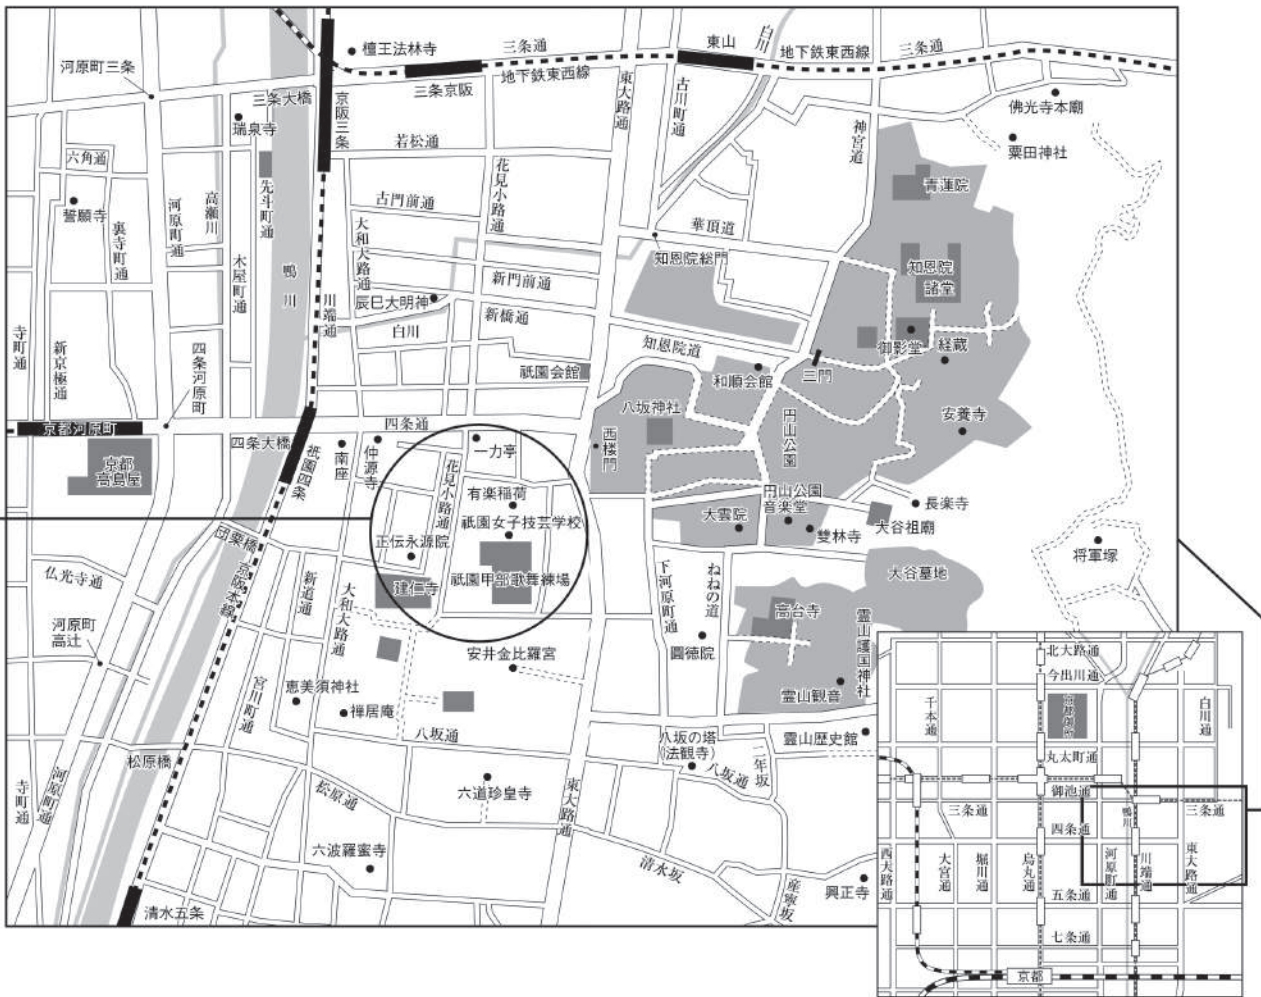 檀王法林寺
三条通
東山
白川
地下鉄東西線
三条通
河原町三条
三条大橋
京阪三条
三条京阪
地下鉄東西線
東大路通
古川町通
神宮道
佛光寺本廟
粟田神社
瑞泉寺
六角通
若松通
花見小路通
青蓮院
誓願寺
裏寺町通
河原町通
高瀬川
先斗町通
木屋町通
鴨川
古門前通
大和大路通
華頂道
知恩院総門
知恩院
諸堂
新門前通
辰巳大明神
川端通
白川
新橋通
知恩院道
御影堂
経蔵
寺町通
新京極通
四条河原町
祇園会館
和順会館
三門
八坂神社
円山公園
安養寺
京都河原町
四条通
四条大橋
祇園四条
南座
仲源寺
一力亭
西楼門
京都
高島屋
花見小路通
有楽稲荷
祇園女子技芸学校
大雲院
円山公園
音楽堂
雙林寺
長楽寺
大谷祖廟
団栗橋
正伝永源院
将軍塚
仏光寺通
京阪本線
新道通
大和大路通
建仁寺
祇園甲部歌舞練場
下河原町通
ねねの道
大谷墓地
高台寺
霊山護国神社
河原町
高辻
安井金比羅宮
圓徳院
恵美須神社
宮川町通
禅居庵
霊山観音
八坂通
八坂の塔
(法観寺)
八坂通
二年坂
霊山歴史館
松原橋
寺町通
河原町通
松原通
六道珍皇寺
東大路通
六波羅蜜寺
清水坂
産寧坂
興正寺
清水五条
北大路通
今出川通
千本通
京都御所
白川通
丸太町通
御池通
三条通
鴨川
三条通
四条通
西大路通
大宮通
堀川通
烏丸通
河原町通
川端通
東大路通
五条通
七条通
京都